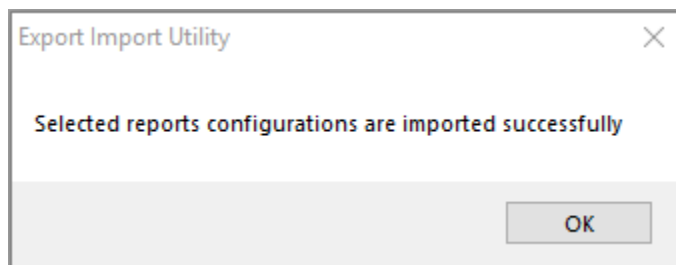 Export Import Utility
Selected reports configurations are imported successfully
OK